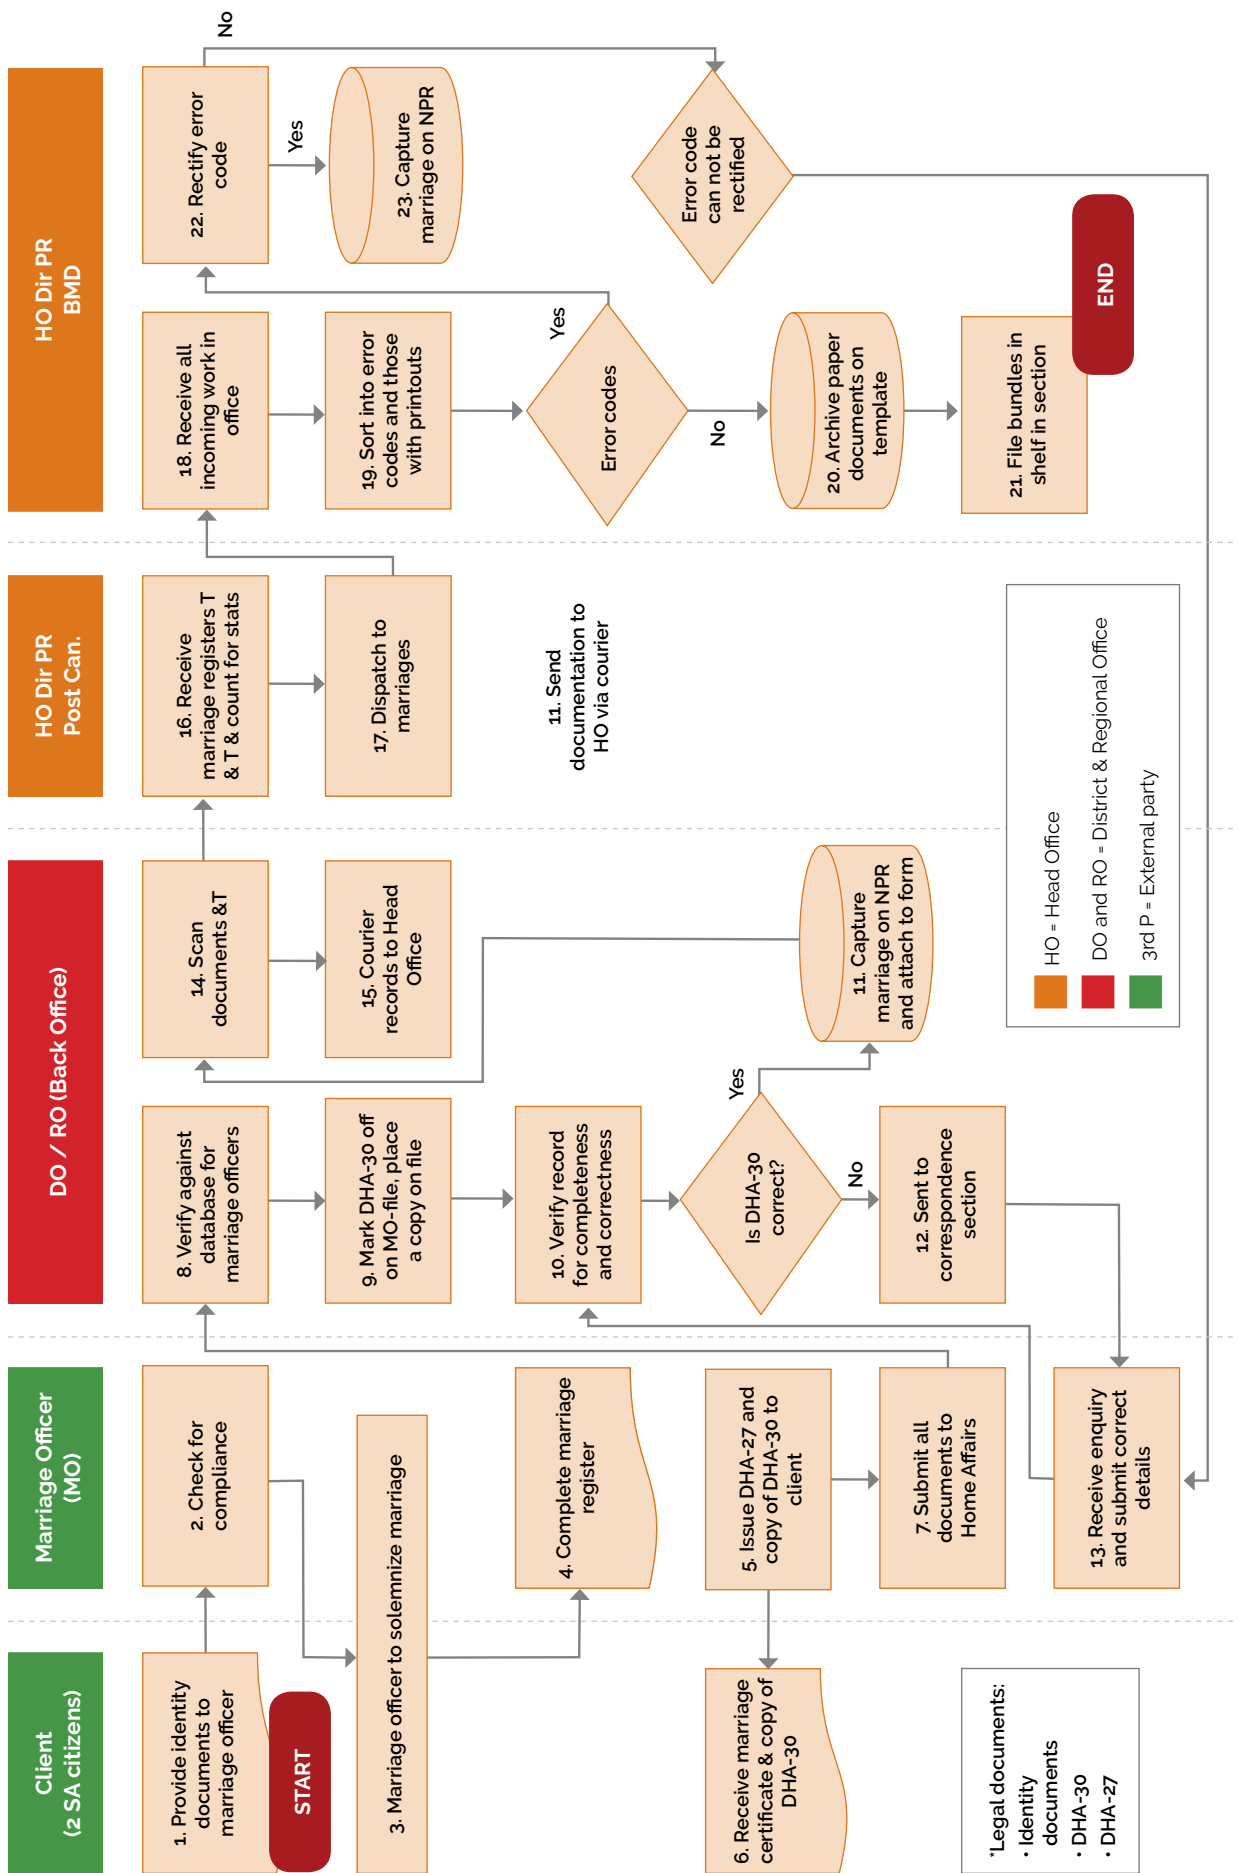 Client
(2 SA citizens)
1. Provide identity
documents to
marriage officer
START
3. Marriage officer to solemnize marriage
6. Receive marriage
certificate & copy of
DHA-30
*Legal documents:
• Identity
documents
• DHA-30
• DHA-27
Marriage Officer
(MO)
2. Check for
compliance
4. Complete marriage
register
5. Issue DHA-27 and
copy of DHA-30 to
client
7. Submit all
documents to
Home Affairs
13. Receive enquiry
and submit correct
details
DO / RO (Back Office)
8. Verify against
database for
marriage officers
9. Mark DHA-30 off
on MO-file, place
a copy on file
10. Verify record
for completeness
and correctness
Is DHA-30
correct?
Yes
No
12. Sent to
correspondence
section
14. Scan
documents &T
15. Courier
records to Head
Office
11. Capture
marriage on NPR
and attach to form
HO Dir PR
Post Can.
16. Receive
marriage registers T
& T & count for stats
17. Dispatch to
marriages
11. Send
documentation to
HO via courier
HO = Head Office
DO and RO = District & Regional Office
3rd P = External party
HO Dir PR
BMD
18. Receive all
incoming work in
office
19. Sort into error
codes and those
with printouts
Error codes
Yes
No
20. Archive paper
documents on
template
21. File bundles in
shelf in section
END
22. Rectify error
code
Yes
No
23. Capture
marriage on NPR
Error code
can not be
rectified